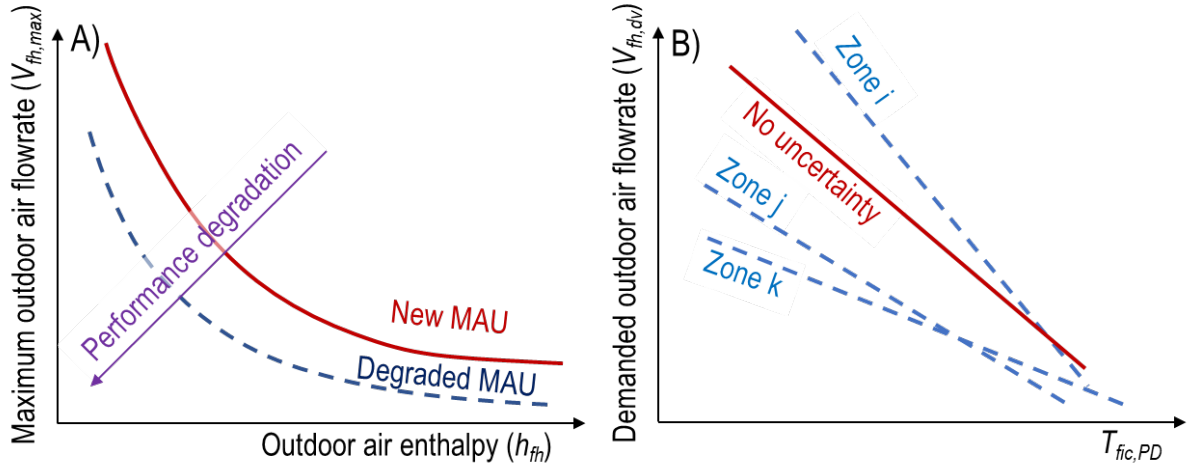 Maximum outdoor air flowrate (V_fh,max)
A)
Performance degradation
New MAU
Degraded MAU
Outdoor air enthalpy (h_fh)
Demanded outdoor air flowrate (V_fh,dv)
B)
Zone i
No uncertainty
Zone j
Zone k
T_fic,PD